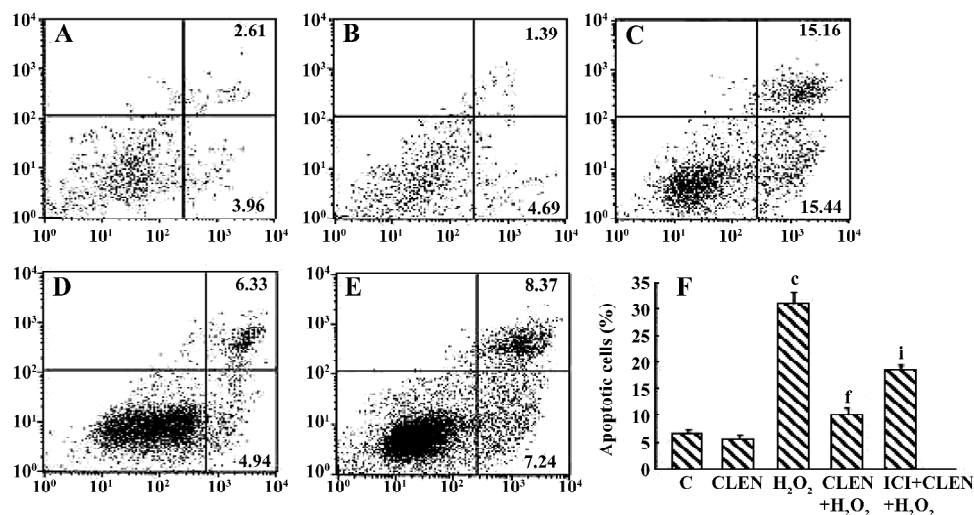 A
2.61
10⁴
10³
10²
10¹
10⁰
3.96
10⁰ 10¹ 10² 10³ 10⁴
B
1.39
10⁴
10³
10²
10¹
10⁰
4.69
10⁰ 10¹ 10² 10³ 10⁴
C
15.16
10⁴
10³
10²
10¹
10⁰
15.44
10⁰ 10¹ 10² 10³ 10⁴
D
6.33
10⁴
10³
10²
10¹
10⁰
4.94
10⁰ 10¹ 10² 10³ 10⁴
E
8.37
10⁴
10³
10²
10¹
10⁰
7.24
10⁰ 10¹ 10² 10³ 10⁴
F
Apoptotic cells (%)
35
30
25
20
15
10
5
0
c
f
i
C CLEN H₂O₂ CLEN ICI+CLEN
+H₂O₂ +H₂O₂